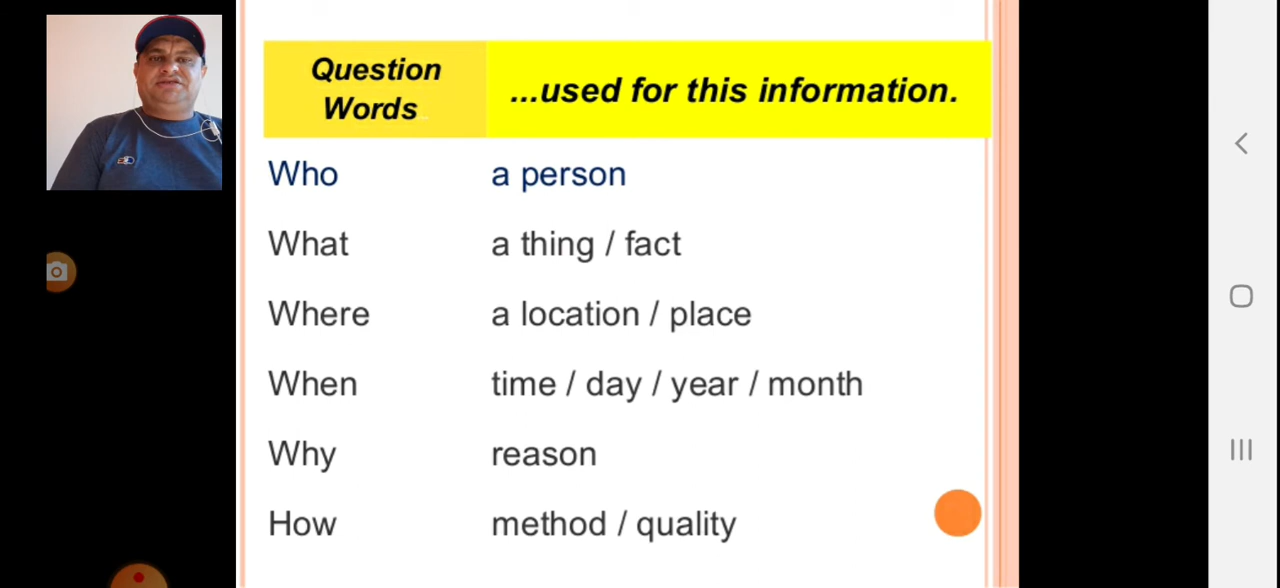 Question
Words
...used for this information.
Who a person
What a thing / fact
Where a location / place
When time / day / year / month
Why reason
How method / quality